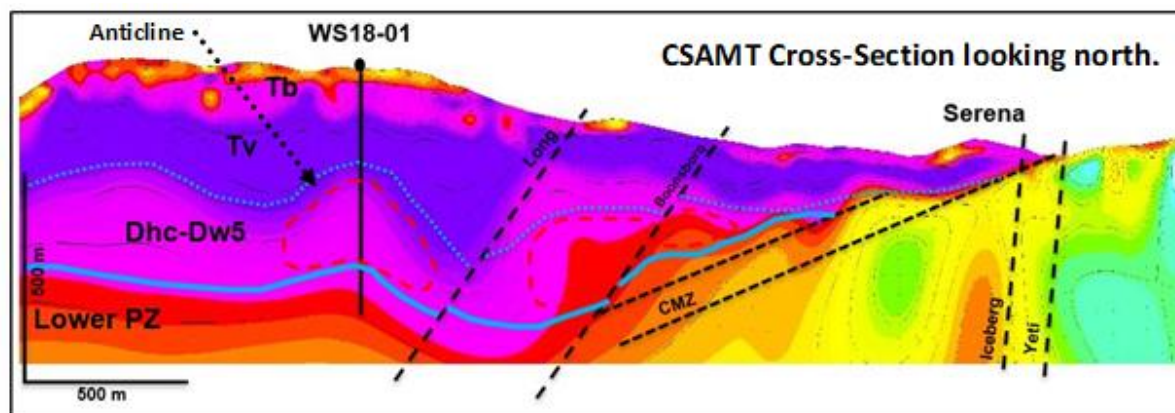 Anticline
WS18-01
CSAMT Cross-Section looking north.
Tb
Serena
Long
Tv
Boomsborg
Dhc-Dw5
500 m
Lower PZ
CMZ
Iceberg
Yeti
500 m